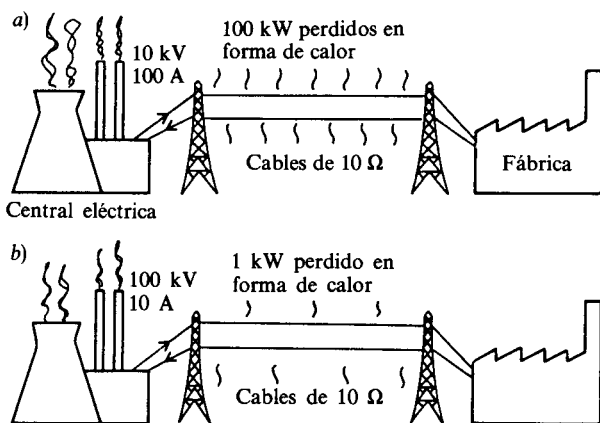 a)
100 kW perdidos en
forma de calor
10 kV
100 A
Cables de 10 Ω
Fábrica
Central eléctrica
b)
1 kW perdido en
forma de calor
100 kV
10 A
Cables de 10 Ω